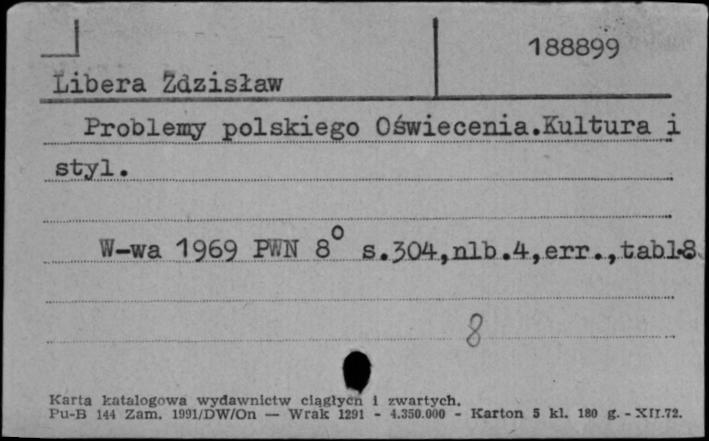 188899
Libera Zdzisław
Problemy polskiego Oświecenia.Kultura i
styl.
W-wa 1969 PWN 8° s.304,nlb.4,err.,tabl.8
8
Karta katalogowa wydawnictw ciągłych i zwartych.
Pu-B 144 Zam. 1991/DW/On — Wrak 1291 - 4.350.000 - Karton 5 kl. 180 g. - XII.72.